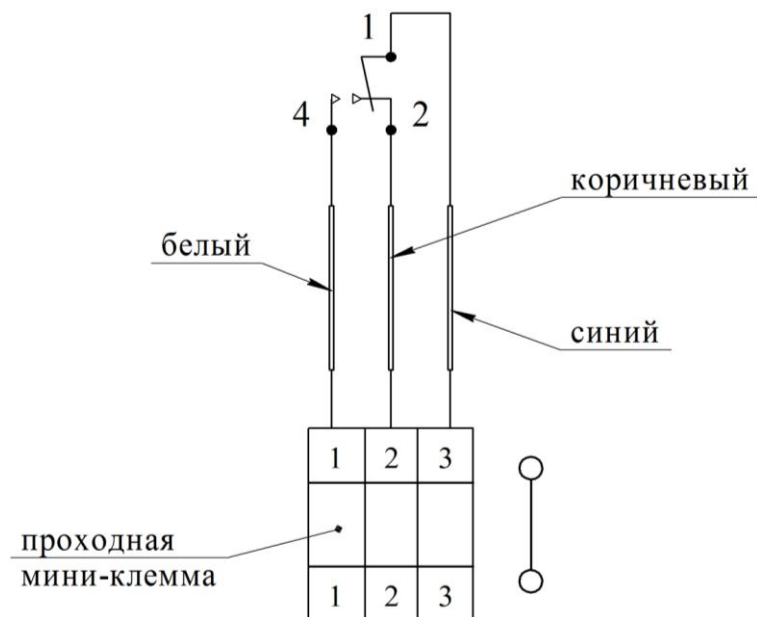 1
4 2
коричневый
белый
синий
1 2 3
проходная
мини-клемма
1 2 3